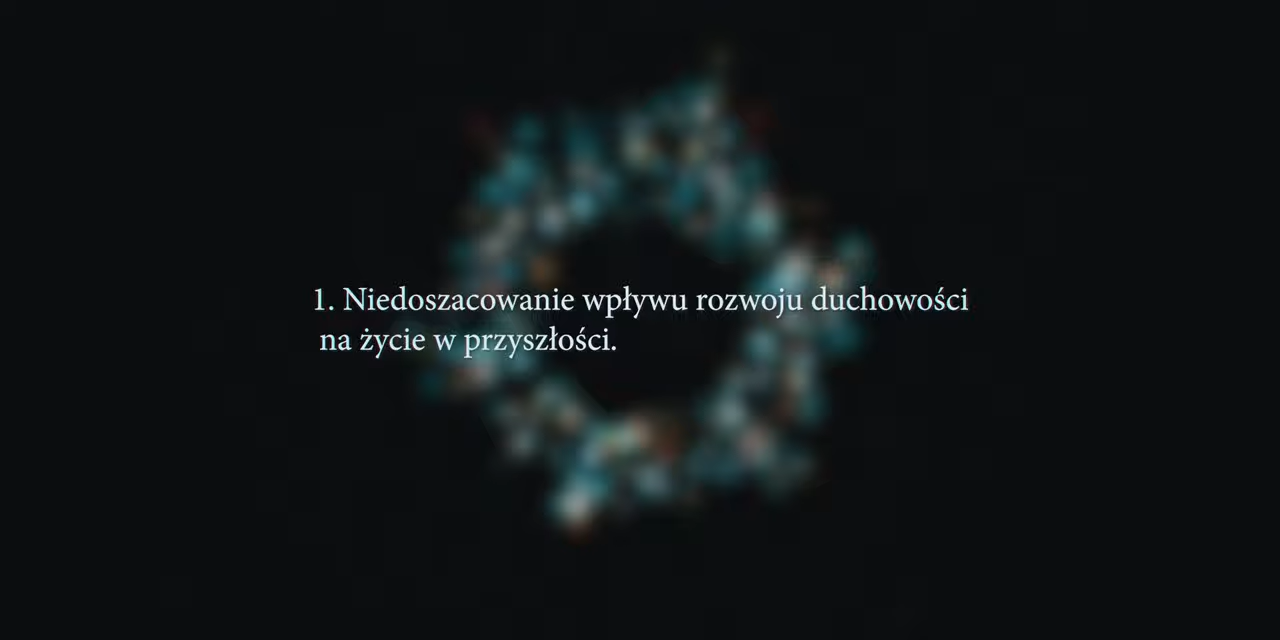 1. Niedoszacowanie wpływu rozwoju duchowości
na życie w przyszłości.